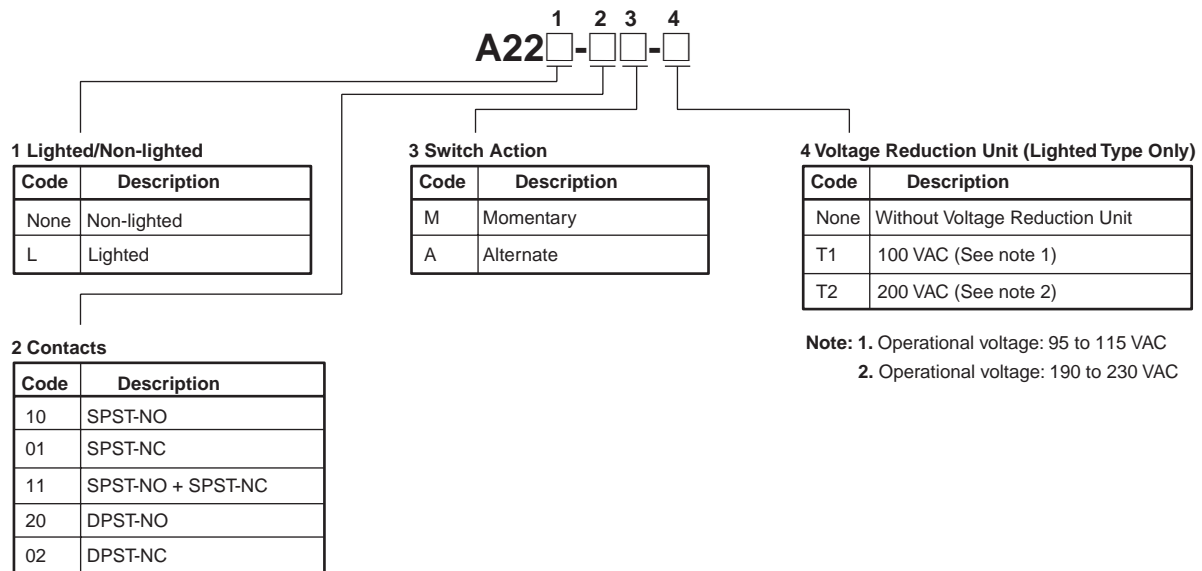 1 2 3 4
A22□-□□-□
1 Lighted/Non-lighted
Code Description
None Non-lighted
L Lighted
2 Contacts
Code Description
10 SPST-NO
01 SPST-NC
11 SPST-NO + SPST-NC
20 DPST-NO
02 DPST-NC
3 Switch Action
Code Description
M Momentary
A Alternate
4 Voltage Reduction Unit (Lighted Type Only)
Code Description
None Without Voltage Reduction Unit
T1 100 VAC (See note 1)
T2 200 VAC (See note 2)
Note: 1. Operational voltage: 95 to 115 VAC
2. Operational voltage: 190 to 230 VAC